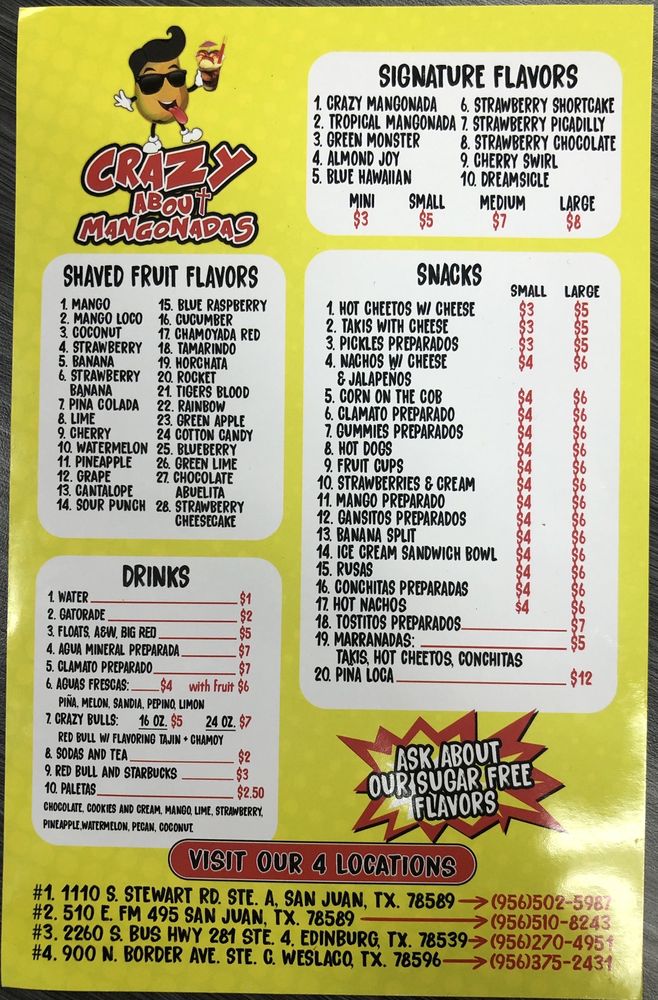 CRAZY
ABOUT
MANGONADAS
SIGNATURE FLAVORS
1. CRAZY MANGONADA 6. STRAWBERRY SHORTCAKE
2. TROPICAL MANGONADA 7. STRAWBERRY PICADILLY
3. GREEN MONSTER 8. STRAWBERRY CHOCOLATE
4. ALMOND JOY 9. CHERRY SWIRL
5. BLUE HAWAIIAN 10. DREAMSICLE
MINI SMALL MEDIUM LARGE
$3 $5 $7 $8
SHAVED FRUIT FLAVORS
1. MANGO
2. MANGO LOCO
3. COCONUT
4. STRAWBERRY
5. BANANA
6. STRAWBERRY
BANANA
7. PINA COLADA
8. LIME
9. CHERRY
10. WATERMELON
11. PINEAPPLE
12. GRAPE
13. CANTALOPE
14. SOUR PUNCH
15. BLUE RASPBERRY
16. CUCUMBER
17. CHAMOYADA RED
18. TAMARINDO
19. HORCHATA
20. ROCKET
21. TIGERS BLOOD
22. RAINBOW
23. GREEN APPLE
24 COTTON CANDY
25. BLUEBERRY
26. GREEN LIME
27. CHOCOLATE
ABUELITA
28. STRAWBERRY
CHEESECAKE
SNACKS
SMALL LARGE
1. HOT CHEETOS W/ CHEESE $3 $5
2. TAKIS WITH CHEESE $3 $5
3. PICKLES PREPARADOS $3 $5
4. NACHOS W/ CHEESE $4 $6
& JALAPENOS
5. CORN ON THE COB $4 $6
6. CLAMATO PREPARADO $4 $6
7. GUMMIES PREPARADOS $4 $6
8. HOT DOGS $4 $6
9. FRUIT CUPS $4 $6
10. STRAWBERRIES & CREAM $4 $6
11. MANGO PREPARADO $4 $6
12. GANSITOS PREPARADOS $4 $6
13. BANANA SPLIT $4 $6
14. ICE CREAM SANDWICH BOWL $4 $6
15. RUSAS $4 $6
16. CONCHITAS PREPARADAS $4 $6
17. HOT NACHOS $4 $6
18. TOSTITOS PREPARADOS $7
19. MARRANADAS: $5
TAKIS, HOT CHEETOS, CONCHITAS
20. PINA LOCA $12
DRINKS
1. WATER $1
2. GATORADE $2
3. FLOATS, A&W, BIG RED $5
4. AGUA MINERAL PREPARADA $7
5. CLAMATO PREPARADO $7
6. AGUAS FRESCAS: $4 with fruit $6
PIÑA, MELON, SANDIA, PEPINO, LIMON
7. CRAZY BULLS: 16 OZ. $5 24 OZ. $7
RED BULL W/ FLAVORING TAJIN + CHAMOY
8. SODAS AND TEA $2
9. RED BULL AND STARBUCKS $3
10. PALETAS $2.50
CHOCOLATE, COOKIES AND CREAM, MANGO, LIME, STRAWBERRY,
PINEAPPLE, WATERMELON, PECAN, COCONUT
ASK ABOUT
OUR SUGAR FREE
FLAVORS
VISIT OUR 4 LOCATIONS
#1. 1110 S. STEWART RD. STE. A, SAN JUAN, TX. 78589 (956)502-5982
#2. 510 E. FM 495 SAN JUAN, TX. 78589 (956)510-8243
#3. 2260 S. BUS HWY 281 STE. 4, EDINBURG, TX. 78539 (956)270-4951
#4. 900 N. BORDER AVE. STE. C. WESLACO, TX. 78596 (956)375-2431